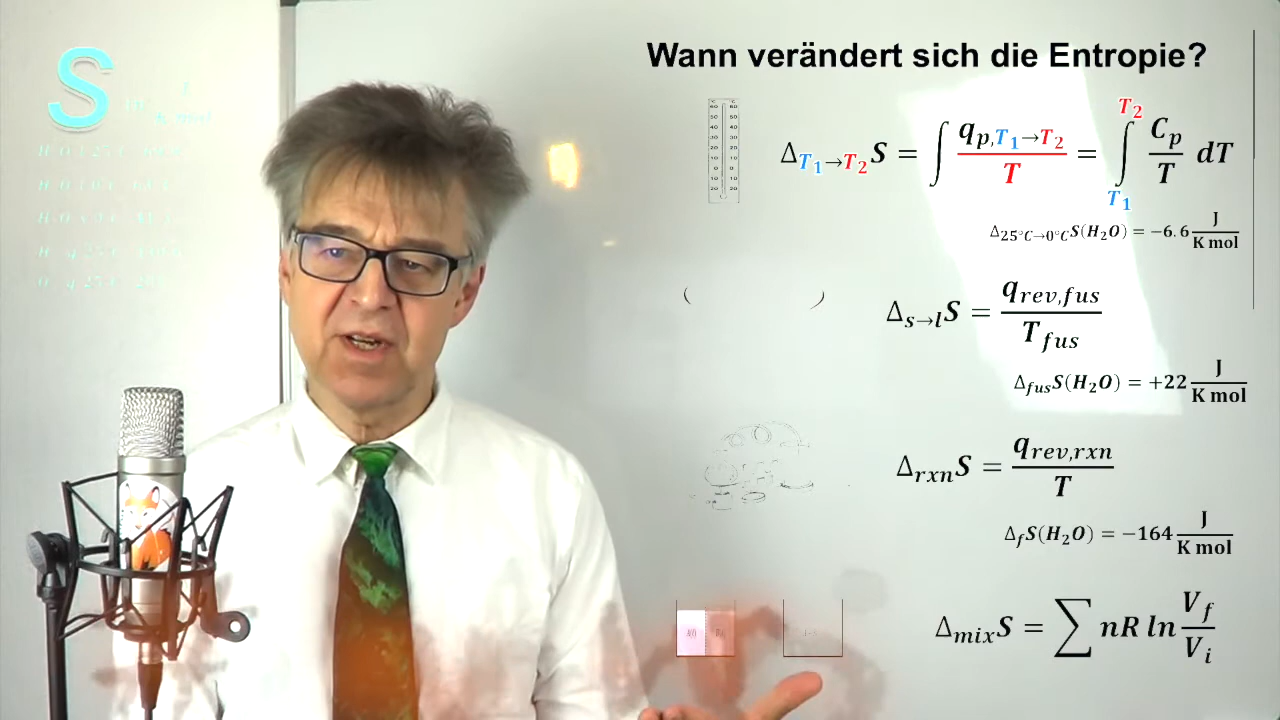 Wann verändert sich die Entropie?
S
Δ_{T₁→T₂}S = ∫ q_{p,T₁→T₂}/T = ∫_{T₁}^{T₂} C_p/T dT
Δ_{25°C→0°C}S(H₂O) = −6.6 J/K mol
Δ_{s→l}S = q_{rev,fus}/T_{fus}
Δ_{fus}S(H₂O) = +22 J/K mol
Δ_{rxn}S = q_{rev,rxn}/T
Δ_fS(H₂O) = −164 J/K mol
Δ_{mix}S = ∑ nR ln V_f/V_i